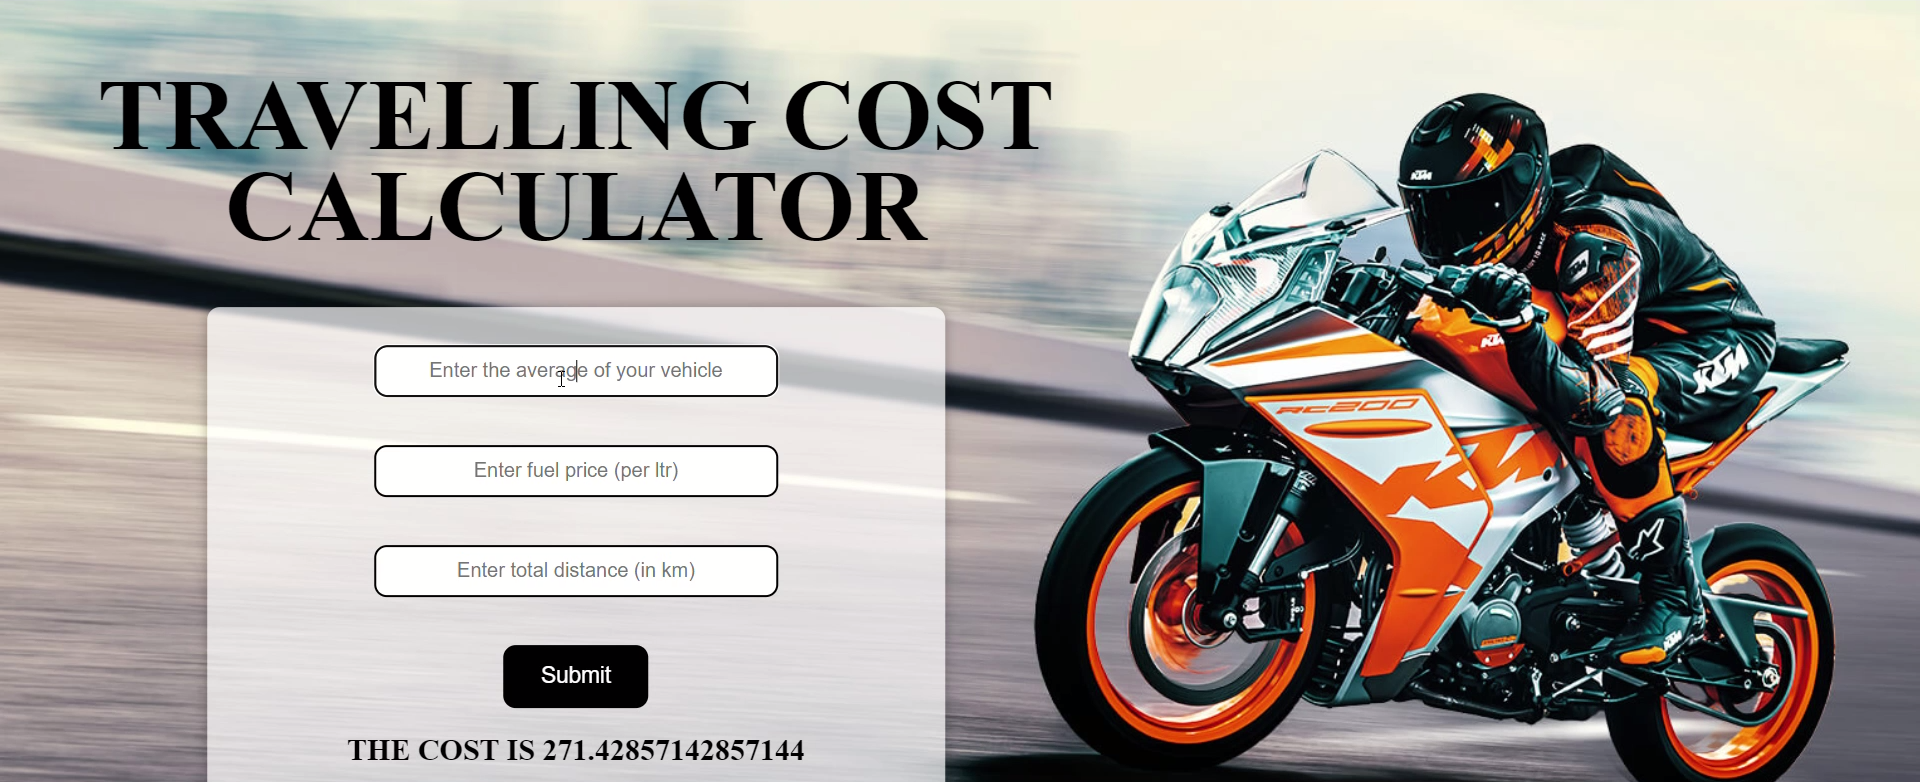 TRAVELLING COST
CALCULATOR
Enter the average of your vehicle
Enter fuel price (per ltr)
Enter total distance (in km)
Submit
THE COST IS 271.42857142857144
KTM
KTM
KTM
RC200